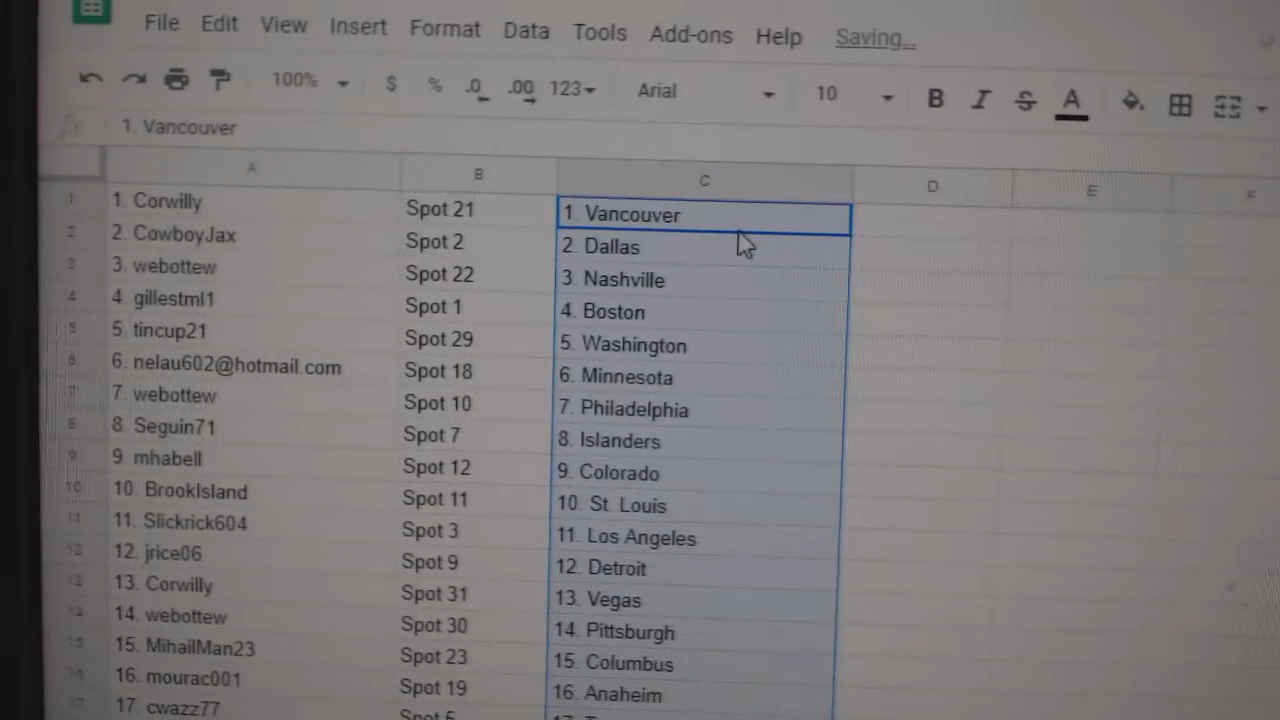 File Edit View Insert Format Data Tools Add-ons Help Saving...
100% $ % .0 .00 123 Arial 10 B I S A
fx 1. Vancouver
A B C D E F
1 1. Corwilly Spot 21 1. Vancouver
2 2. CowboyJax Spot 2 2. Dallas
3 3. webottew Spot 22 3. Nashville
4 4. gillestml1 Spot 1 4. Boston
5 5. tincup21 Spot 29 5. Washington
6 6. nelau602@hotmail.com Spot 18 6. Minnesota
7 7. webottew Spot 10 7. Philadelphia
8 8. Seguin71 Spot 7 8. Islanders
9 9. mhabell Spot 12 9. Colorado
10 10. BrookIsland Spot 11 10. St. Louis
11 11. Slickrick604 Spot 3 11. Los Angeles
12 12. jrice06 Spot 9 12. Detroit
13 13. Corwilly Spot 31 13. Vegas
14 14. webottew Spot 30 14. Pittsburgh
15 15. MihailMan23 Spot 23 15. Columbus
16 16. mourac001 Spot 19 16. Anaheim
17 17. cwazz77 Spot 5 17.